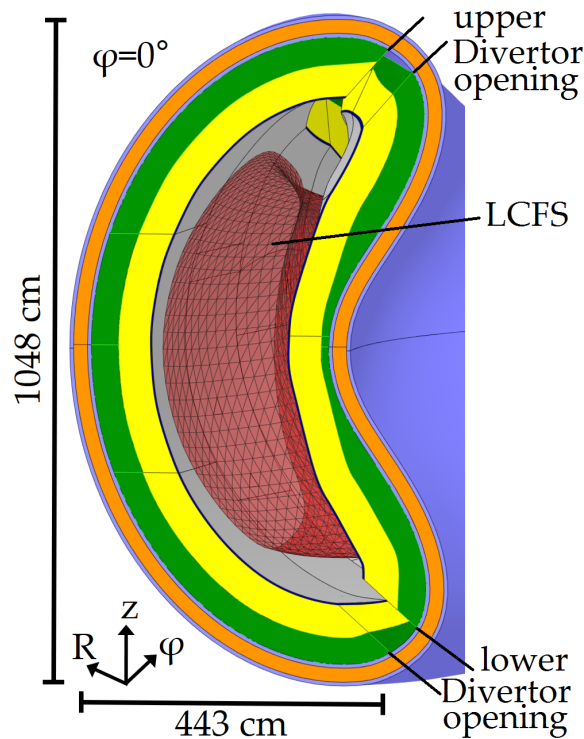 upper
φ=0°
Divertor
opening
LCFS
1048 cm
z
R
φ
lower
Divertor
opening
443 cm